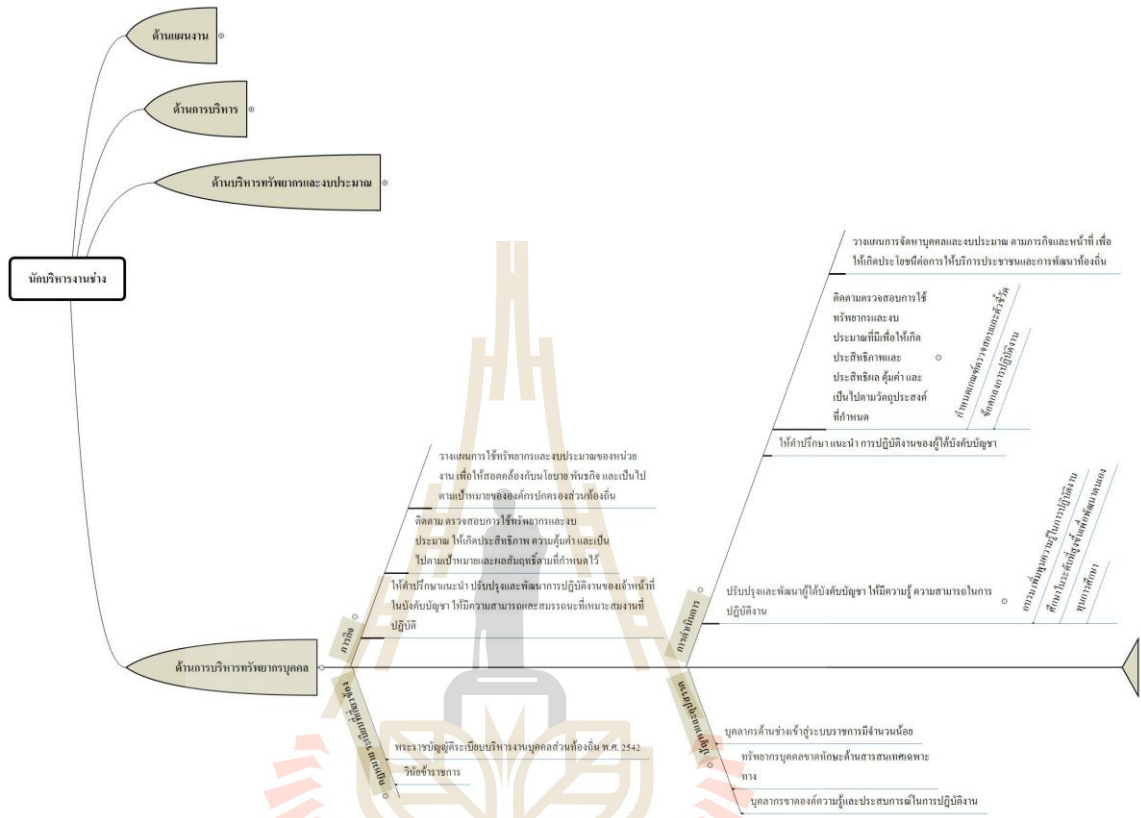 ด้านแผนงาน
ด้านการบริหาร
ด้านบริหารทรัพยากรและงบประมาณ
นักบริหารงานช่าง
ด้านการบริหารทรัพยากรบุคคล
ภารกิจ
วางแผนการใช้ทรัพยากรและงบประมาณของหน่วย
งาน เพื่อให้สอดคล้องกับนโยบาย พันธกิจ และเป็นไป
ตามเป้าหมายขององค์กรปกครองส่วนท้องถิ่น
ติดตาม ตรวจสอบการใช้ทรัพยากรและงบ
ประมาณ ให้เกิดประสิทธิภาพ ความคุ้มค่า และเป็น
ไปตามเป้าหมายและผลสัมฤทธิ์ตามที่กำหนดไว้
ให้คำปรึกษาแนะนำ ปรับปรุงและพัฒนาการปฏิบัติงานของเจ้าหน้าที่
ในบังคับบัญชา ให้มีความสามารถและสมรรถนะที่เหมาะสมงานที่
ปฏิบัติ
กฎหมาย ระเบียบที่เกี่ยวข้อง
พระราชบัญญัติระเบียบบริหารงานบุคคลส่วนท้องถิ่น พ.ศ. 2542
วินัยข้าราชการ
การดำเนินการ
วางแผนการจัดหาบุคคลและงบประมาณ ตามภารกิจและหน้าที่ เพื่อ
ให้เกิดประโยชน์ต่อการให้บริการประชาชนและการพัฒนาท้องถิ่น
ติดตามตรวจสอบการใช้
ทรัพยากรและงบ
ประมาณที่มีเพื่อให้เกิด
ประสิทธิภาพและ
ประสิทธิผล คุ้มค่า และ
เป็นไปตามวัตถุประสงค์
ที่กำหนด
กำหนดเกณฑ์ตรวจสอบและตัวชี้วัด
ข้อตกลงการปฏิบัติงาน
ให้คำปรึกษา แนะนำ การปฏิบัติงานของผู้ใต้บังคับบัญชา
ปรับปรุงและพัฒนาผู้ใต้บังคับบัญชา ให้มีความรู้ ความสามารถในการ
ปฏิบัติงาน
อบรม เพิ่มพูนความรู้ในการปฏิบัติงาน
ศึกษาในระดับที่สูงขึ้นเพื่อพัฒนาตนเอง
ทุนการศึกษา
ปัญหาและอุปสรรค
บุคลากรด้านช่างเข้าสู่ระบบราชการมีจำนวนน้อย
ทรัพยากรบุคคลขาดทักษะด้านสารสนเทศเฉพาะ
ทาง
บุคลากรขาดองค์ความรู้และประสบการณ์ในการปฏิบัติงาน